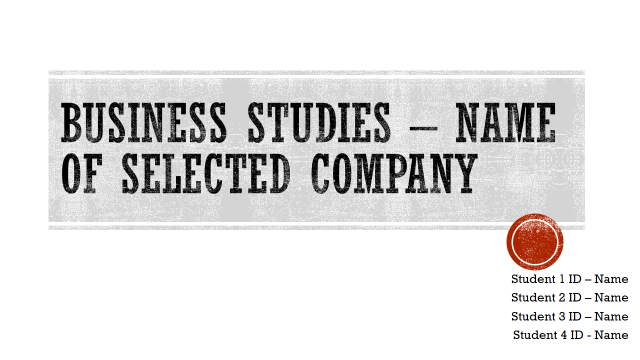 BUSINESS STUDIES – NAME
OF SELECTED COMPANY
Student 1 ID – Name
Student 2 ID – Name
Student 3 ID – Name
Student 4 ID - Name